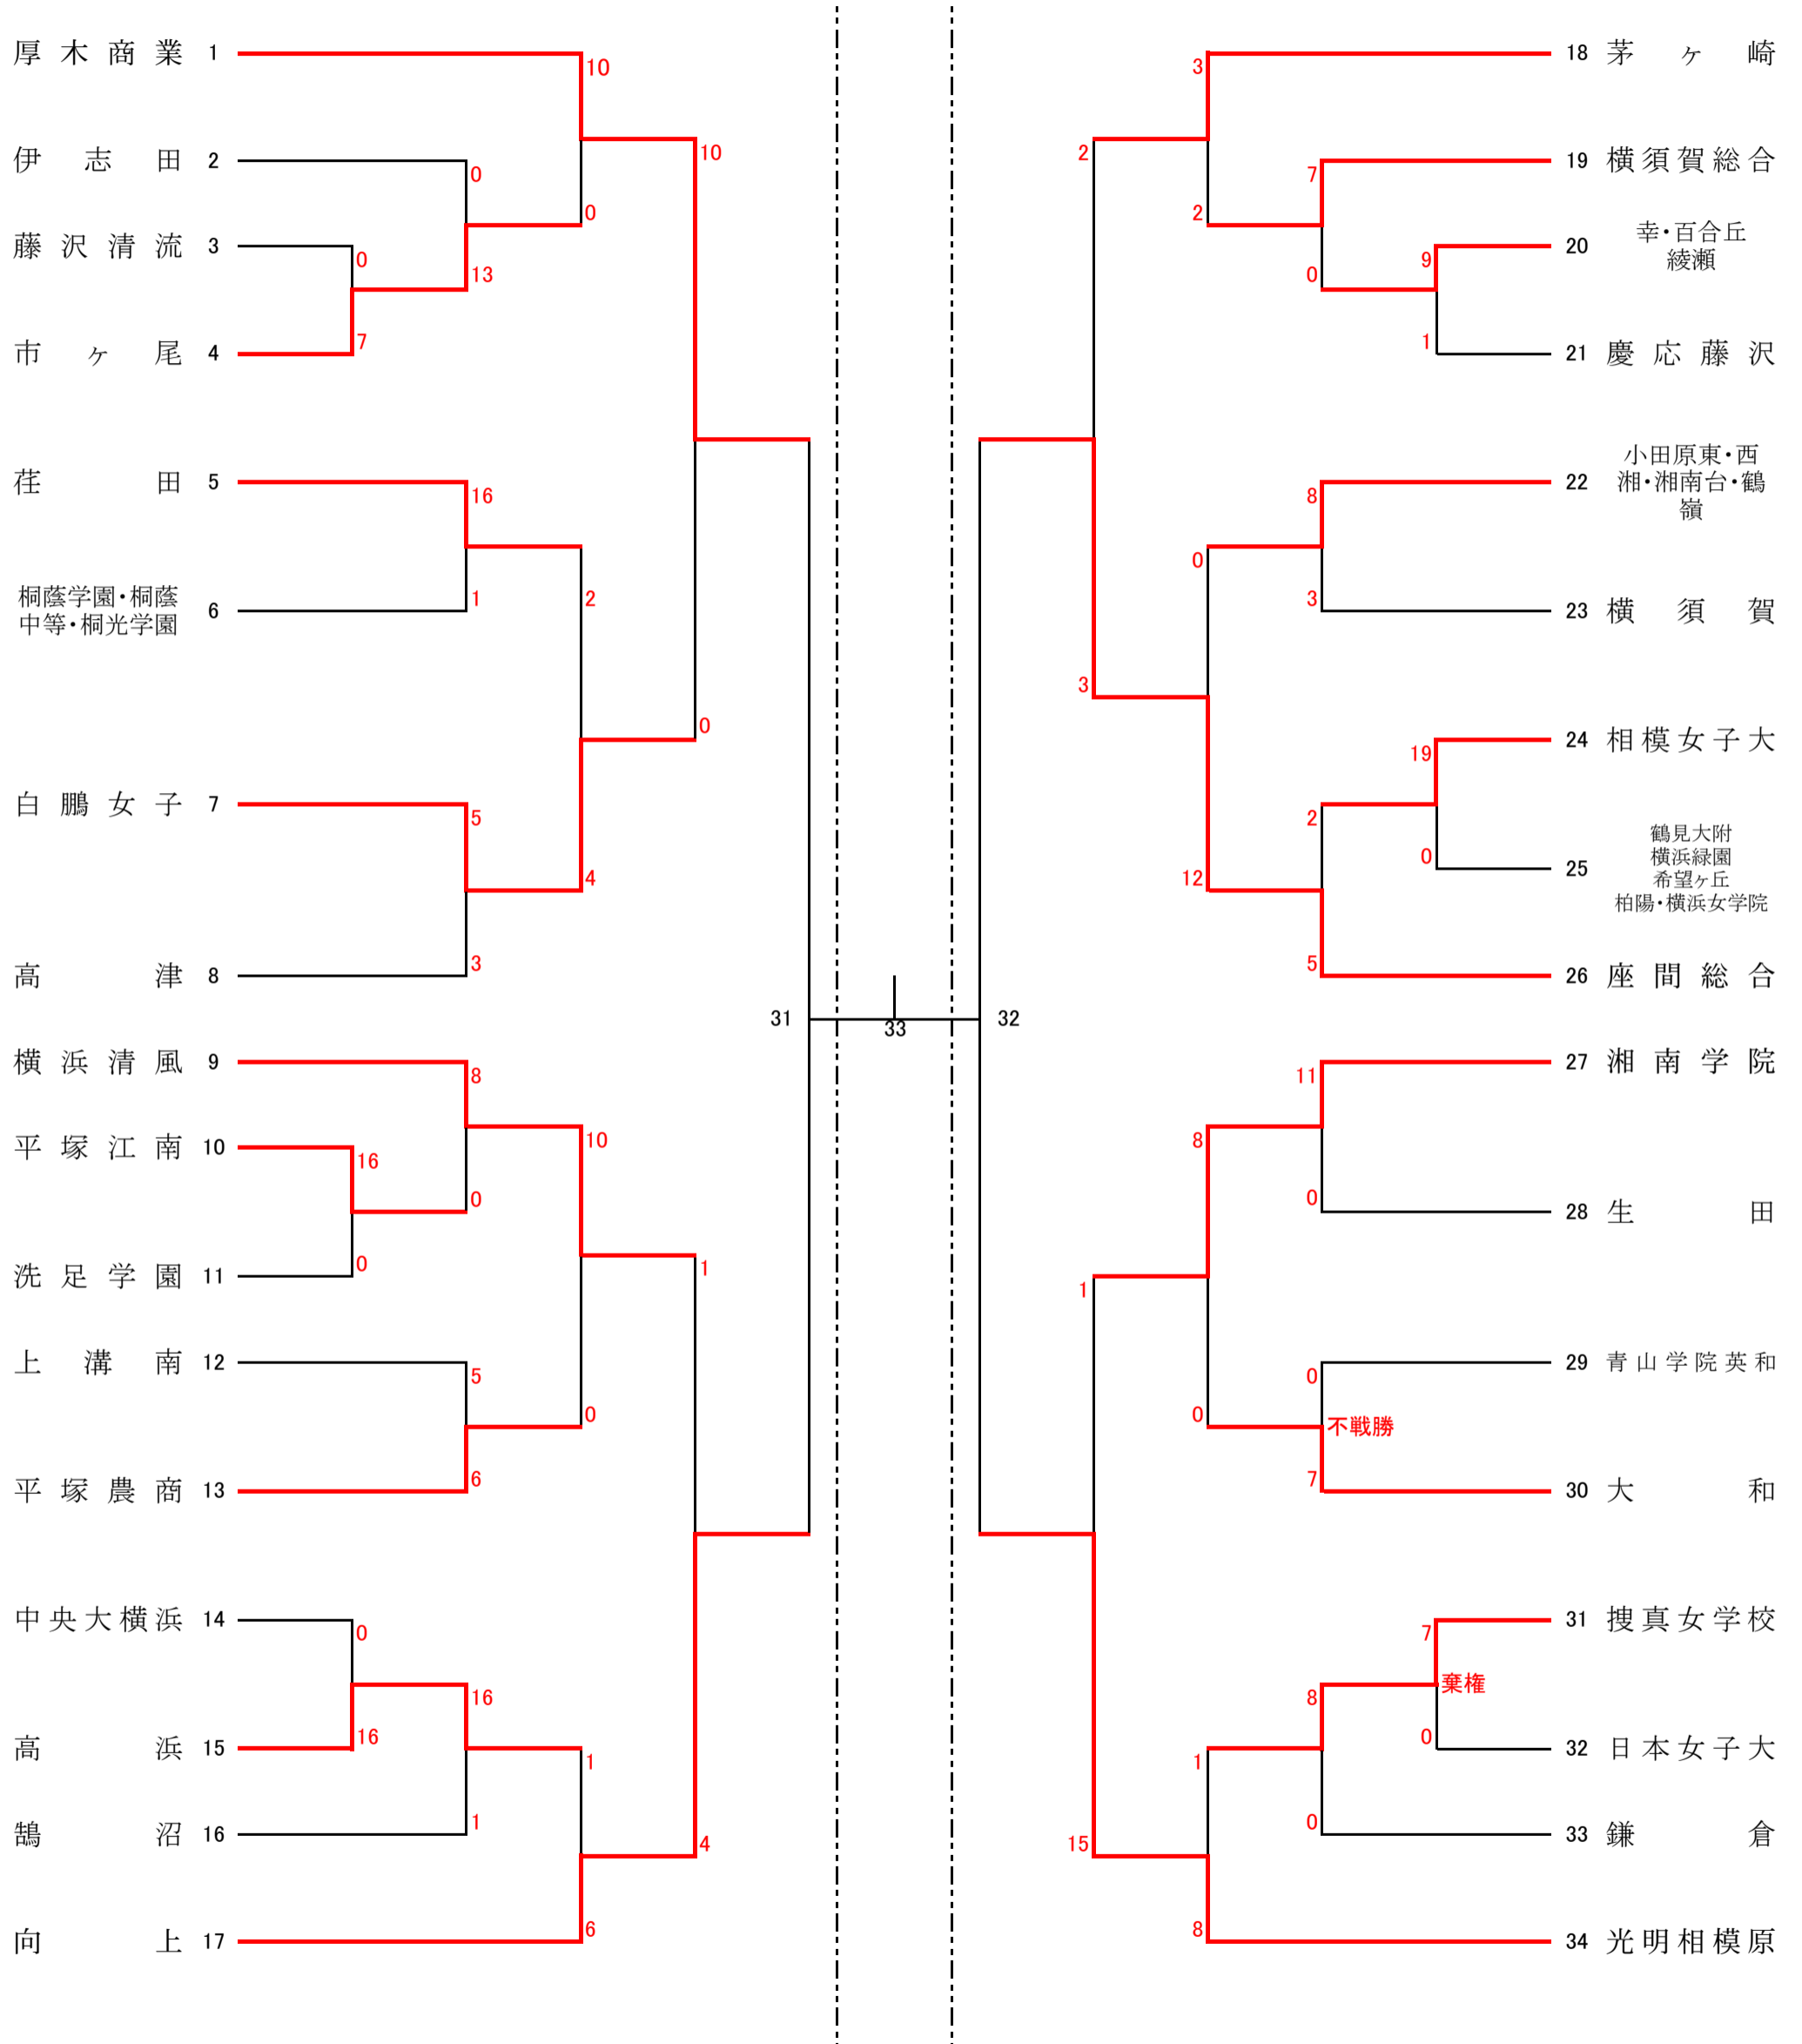 厚木商業 1
10
伊志田 2
0
10
0
藤沢清流 3
0
13
市ヶ尾 4
7
荏田 5
16
桐蔭学園・桐蔭
中等・桐光学園
6
1
2
0
白鵬女子 7
5
4
高津 8
3
31
33
32
横浜清風 9
8
10
平塚江南 10
16
0
洗足学園 11
0
1
上溝南 12
5
0
平塚農商 13
6
中央大横浜 14
0
16
高浜 15
16
1
鵠沼 16
1
4
向上 17
6
3
18 茅ヶ崎
2
7
19 横須賀総合
2
0
9
20
幸・百合丘
綾瀬
1
21 慶応藤沢
8
22
小田原東・西
湘・湘南台・鶴
嶺
0
3
23 横須賀
3
19
24 相模女子大
2
0
25
鶴見大附
横浜緑園
希望ヶ丘
柏陽・横浜女学院
12
5
26 座間総合
11
27 湘南学院
8
0
28 生田
1
0
29 青山学院英和
0
不戦勝
7
30 大和
7
31 捜真女学校
8
棄権
0
32 日本女子大
1
0
33 鎌倉
15
8
34 光明相模原